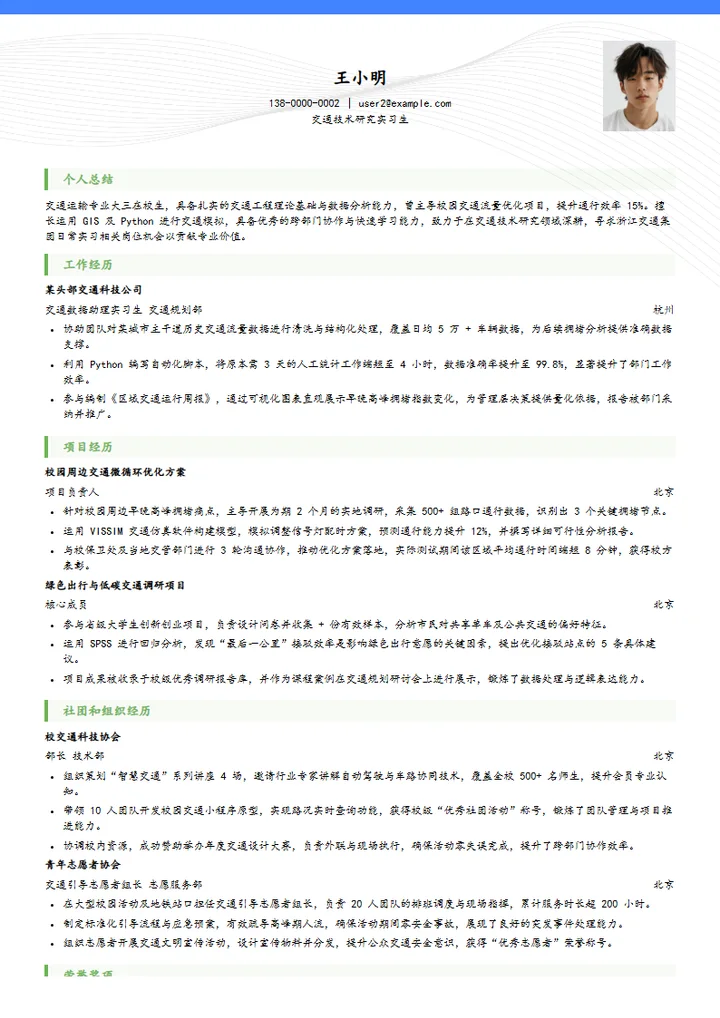 王小明
138-0000-0002 | user2@example.com
交通技术研究实习生
个人总结
交通运输专业大三在校生，具备扎实的交通工程理论基础与数据分析能力，曾主导校园交通流量优化项目，提升通行效率 15%。擅
长运用 GIS 及 Python 进行交通模拟，具备优秀的跨部门协作与快速学习能力，致力于在交通技术研究领域深耕，寻求浙江交通集
团日常实习相关岗位机会以贡献专业价值。
工作经历
某头部交通科技公司
交通数据助理实习生 交通规划部 杭州
• 协助团队对某城市主干道历史交通流量数据进行清洗与结构化处理，覆盖日均 5 万 + 车辆数据，为后续拥堵分析提供准确数据
支撑。
• 利用 Python 编写自动化脚本，将原本需 3 天的人工统计工作缩短至 4 小时，数据准确率提升至 99.8%，显著提升了部门工作
效率。
• 参与编制《区域交通运行周报》，通过可视化图表直观展示早晚高峰拥堵指数变化，为管理层决策提供量化依据，报告被部门采
纳并推广。
项目经历
校园周边交通微循环优化方案
项目负责人 北京
• 针对校园周边早晚高峰拥堵痛点，主导开展为期 2 个月的实地调研，采集 500+ 组路口通行数据，识别出 3 个关键拥堵节点。
• 运用 VISSIM 交通仿真软件构建模型，模拟调整信号灯配时方案，预测通行能力提升 12%，并撰写详细可行性分析报告。
• 与校保卫处及当地交管部门进行 3 轮沟通协作，推动优化方案落地，实际测试期间该区域平均通行时间缩短 8 分钟，获得校方
表彰。
绿色出行与低碳交通调研项目
核心成员 北京
• 参与省级大学生创新创业项目，负责设计问卷并收集 + 份有效样本，分析市民对共享单车及公共交通的偏好特征。
• 运用 SPSS 进行回归分析，发现“最后一公里”接驳效率是影响绿色出行意愿的关键因素，提出优化接驳站点的 5 条具体建
议。
• 项目成果被收录于校级优秀调研报告库，并作为课程案例在交通规划研讨会上进行展示，锻炼了数据处理与逻辑表达能力。
社团和组织经历
校交通科技协会
部长 技术部 北京
• 组织策划“智慧交通”系列讲座 4 场，邀请行业专家讲解自动驾驶与车路协同技术，覆盖全校 500+ 名师生，提升会员专业认
知。
• 带领 10 人团队开发校园交通小程序原型，实现路况实时查询功能，获得校级“优秀社团活动”称号，锻炼了团队管理与项目推
进能力。
• 协调校内资源，成功赞助举办年度交通设计大赛，负责外联与现场执行，确保活动零失误完成，提升了跨部门协作效率。
青年志愿者协会
交通引导志愿者组长 志愿服务部 北京
• 在大型校园活动及地铁站口担任交通引导志愿者组长，负责 20 人团队的排班调度与现场指挥，累计服务时长超 200 小时。
• 制定标准化引导流程与应急预案，有效疏导高峰期人流，确保活动期间零安全事故，展现了良好的突发事件处理能力。
• 组织志愿者开展交通文明宣传活动，设计宣传物料并分发，提升公众交通安全意识，获得“优秀志愿者”荣誉称号。
荣誉奖项